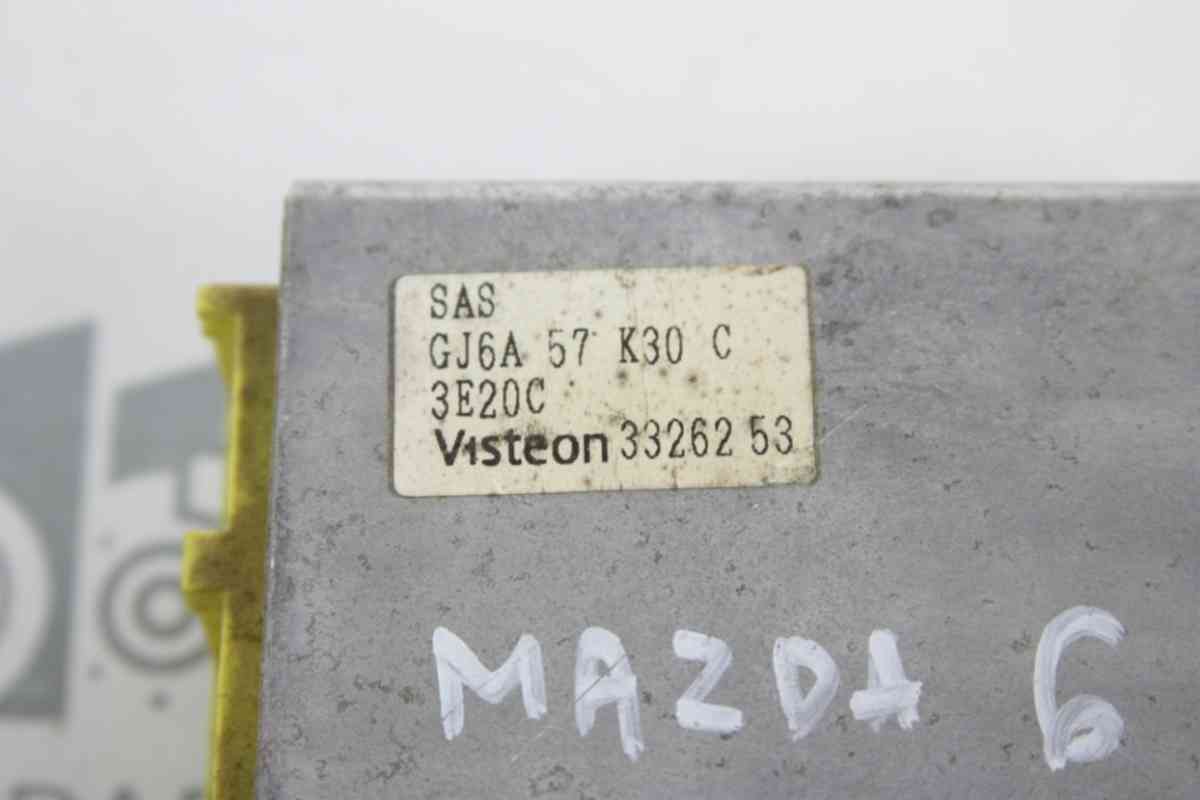 SAS
GJ6A 57 K30 C
3E20C
Visteon 33262 53
MAZDA 6